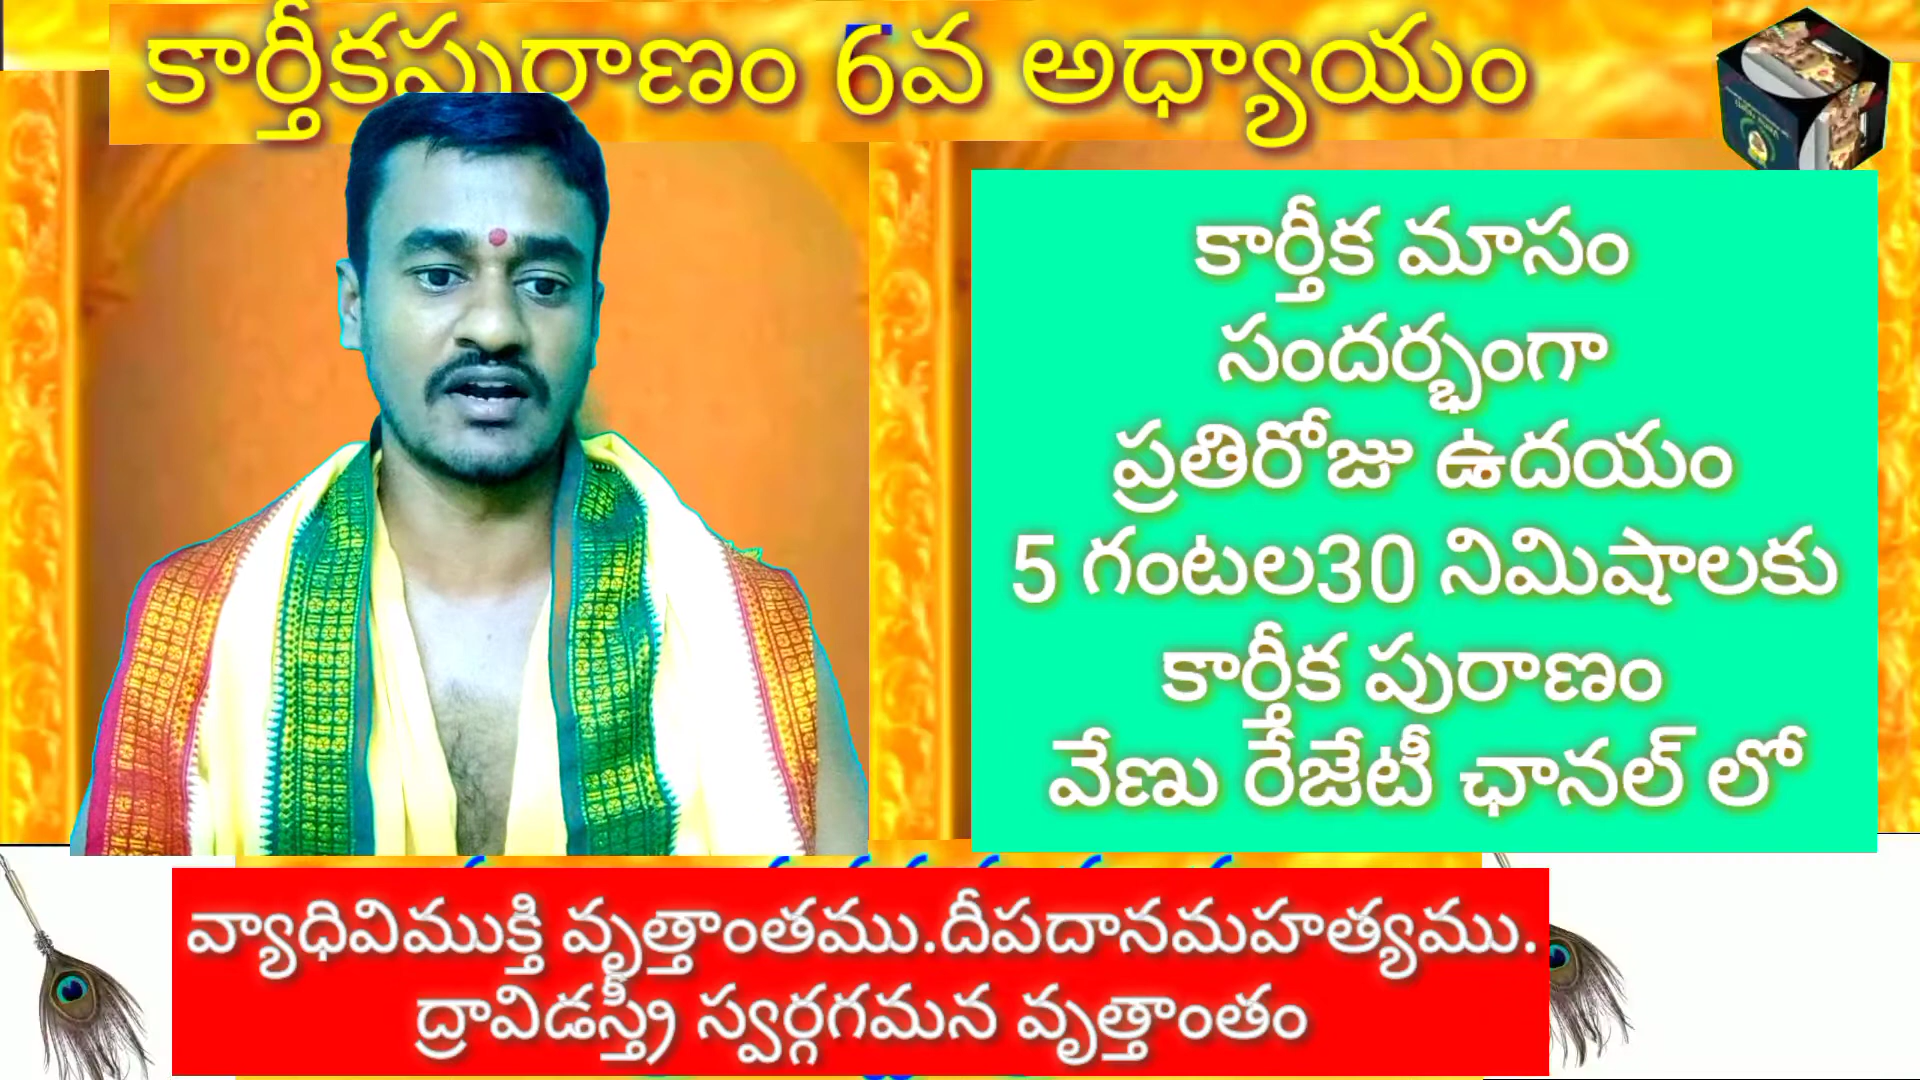 కార్తీకపురాణం 6వ అధ్యాయం
కార్తీక మాసం
సందర్భంగా
ప్రతిరోజు ఉదయం
5 గంటల30 నిమిషాలకు
కార్తీక పురాణం
వేణు రేజేటీ ఛానల్ లో
వ్యాధివిముక్తి వృత్తాంతము.దీపదానమహత్యము.
ద్రావిడస్త్రీ స్వర్గగమన వృత్తాంతం